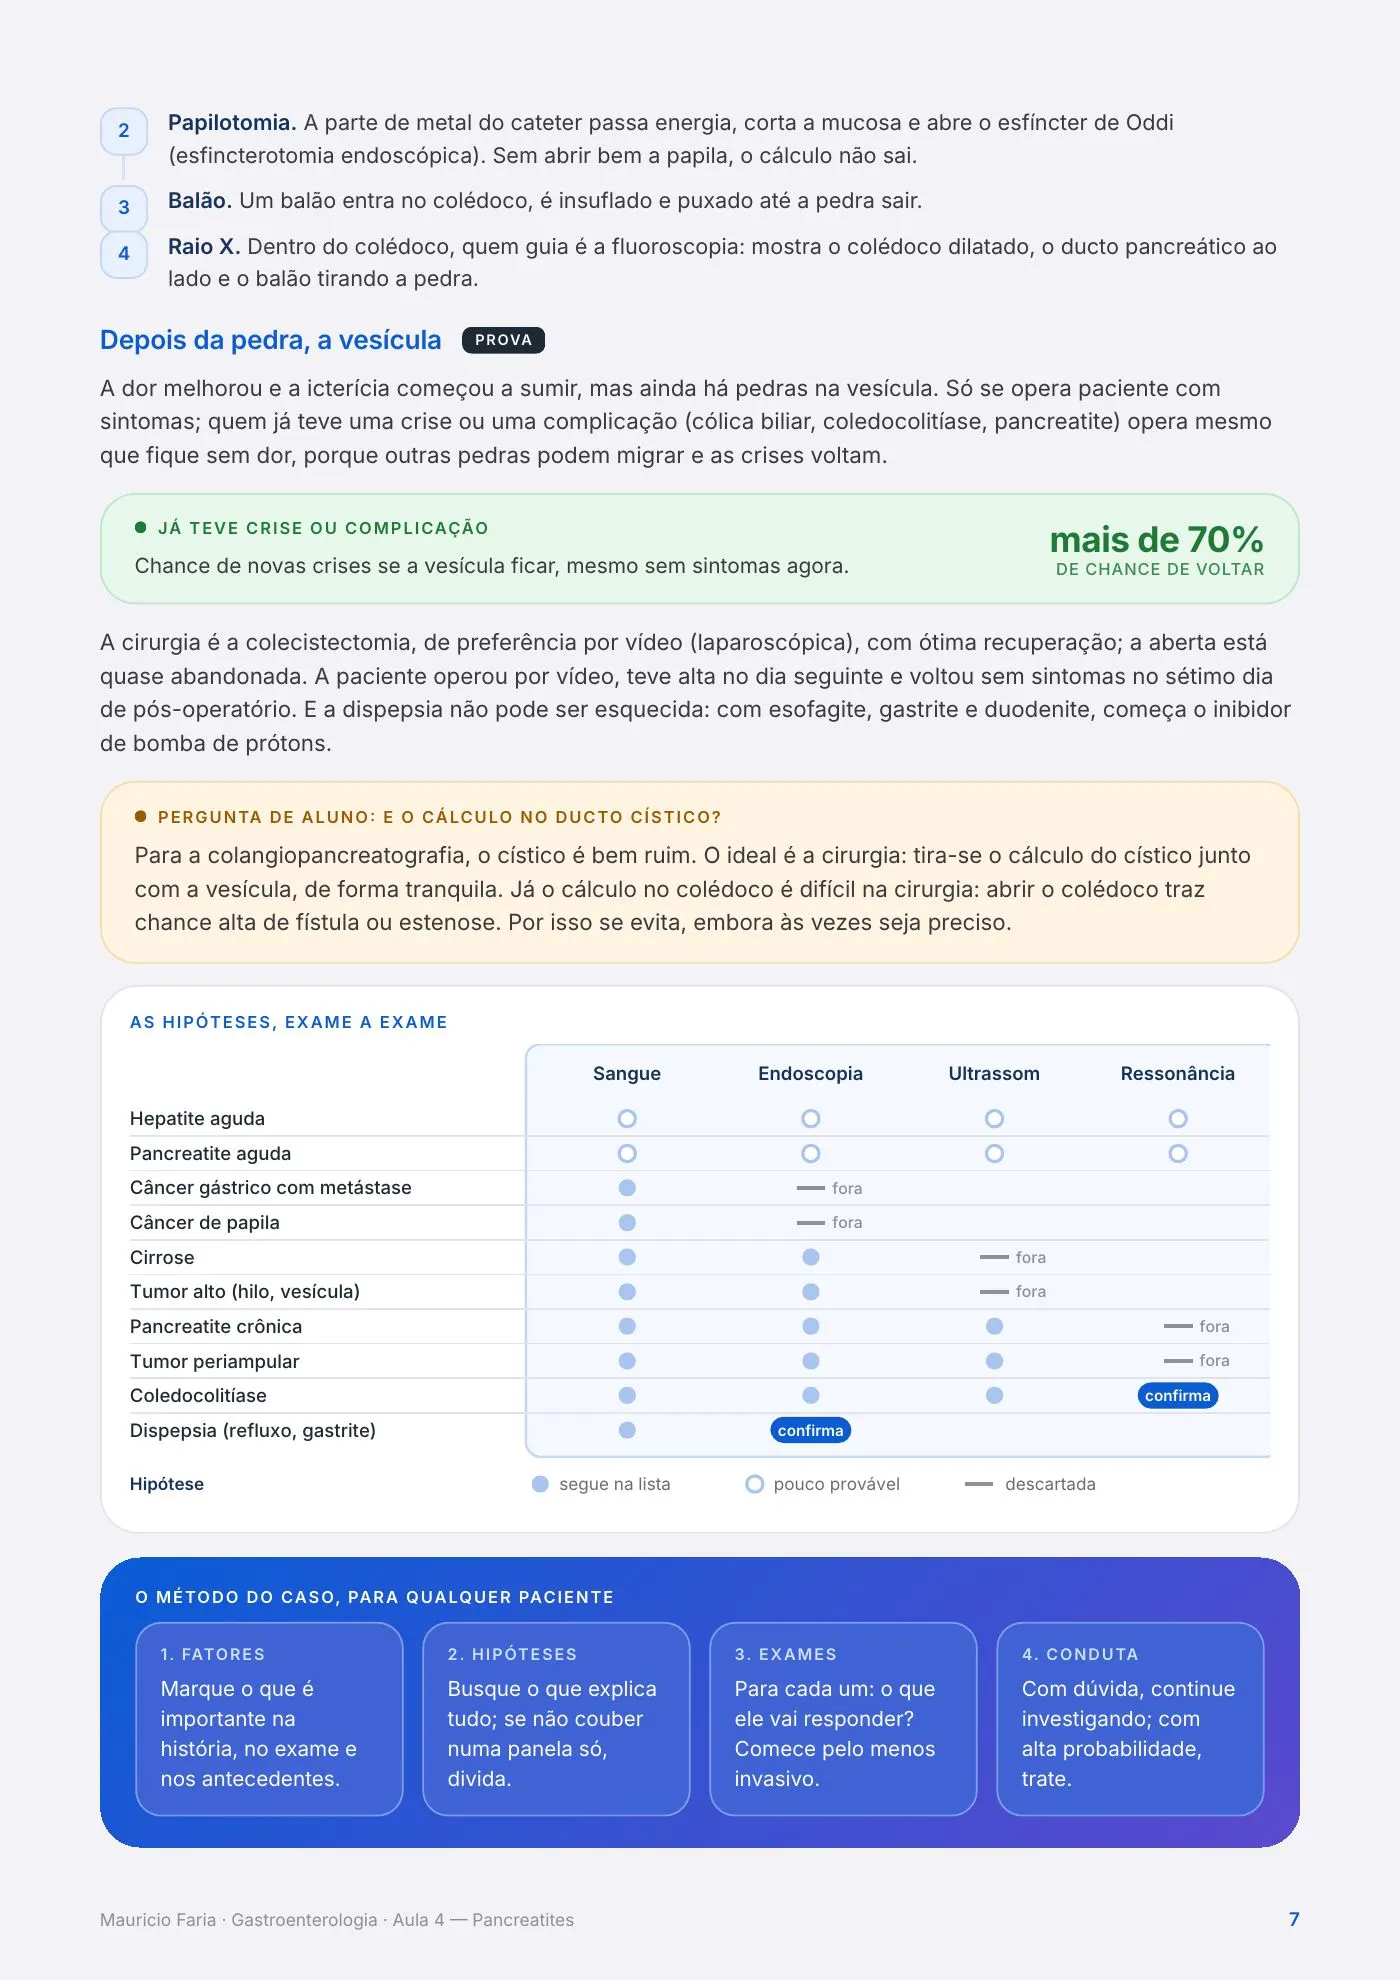 2
Papilotomia. A parte de metal do cateter passa energia, corta a mucosa e abre o esfíncter de Oddi
(esfincterotomia endoscópica). Sem abrir bem a papila, o cálculo não sai.
3
Balão. Um balão entra no colédoco, é insuflado e puxado até a pedra sair.
4
Raio X. Dentro do colédoco, quem guia é a fluoroscopia: mostra o colédoco dilatado, o ducto pancreático ao
lado e o balão tirando a pedra.
Depois da pedra, a vesícula PROVA
A dor melhorou e a icterícia começou a sumir, mas ainda há pedras na vesícula. Só se opera paciente com
sintomas; quem já teve uma crise ou uma complicação (cólica biliar, coledocolitíase, pancreatite) opera mesmo
que fique sem dor, porque outras pedras podem migrar e as crises voltam.
JÁ TEVE CRISE OU COMPLICAÇÃO
Chance de novas crises se a vesícula ficar, mesmo sem sintomas agora.
mais de 70%
DE CHANCE DE VOLTAR
A cirurgia é a colecistectomia, de preferência por vídeo (laparoscópica), com ótima recuperação; a aberta está
quase abandonada. A paciente operou por vídeo, teve alta no dia seguinte e voltou sem sintomas no sétimo dia
de pós-operatório. E a dispepsia não pode ser esquecida: com esofagite, gastrite e duodenite, começa o inibidor
de bomba de prótons.
PERGUNTA DE ALUNO: E O CÁLCULO NO DUCTO CÍSTICO?
Para a colangiopancreatografia, o cístico é bem ruim. O ideal é a cirurgia: tira-se o cálculo do cístico junto
com a vesícula, de forma tranquila. Já o cálculo no colédoco é difícil na cirurgia: abrir o colédoco traz
chance alta de fístula ou estenose. Por isso se evita, embora às vezes seja preciso.
AS HIPÓTESES, EXAME A EXAME
Sangue Endoscopia Ultrassom Ressonância
Hepatite aguda
Pancreatite aguda
Câncer gástrico com metástase fora
Câncer de papila fora
Cirrose fora
Tumor alto (hilo, vesícula) fora
Pancreatite crônica fora
Tumor periampular fora
Coledocolitíase confirma
Dispepsia (refluxo, gastrite) confirma
Hipótese segue na lista pouco provável descartada
O MÉTODO DO CASO, PARA QUALQUER PACIENTE
1. FATORES
Marque o que é
importante na
história, no exame e
nos antecedentes.
2. HIPÓTESES
Busque o que explica
tudo; se não couber
numa panela só,
divida.
3. EXAMES
Para cada um: o que
ele vai responder?
Comece pelo menos
invasivo.
4. CONDUTA
Com dúvida, continue
investigando; com
alta probabilidade,
trate.
Mauricio Faria · Gastroenterologia · Aula 4 — Pancreatites 7